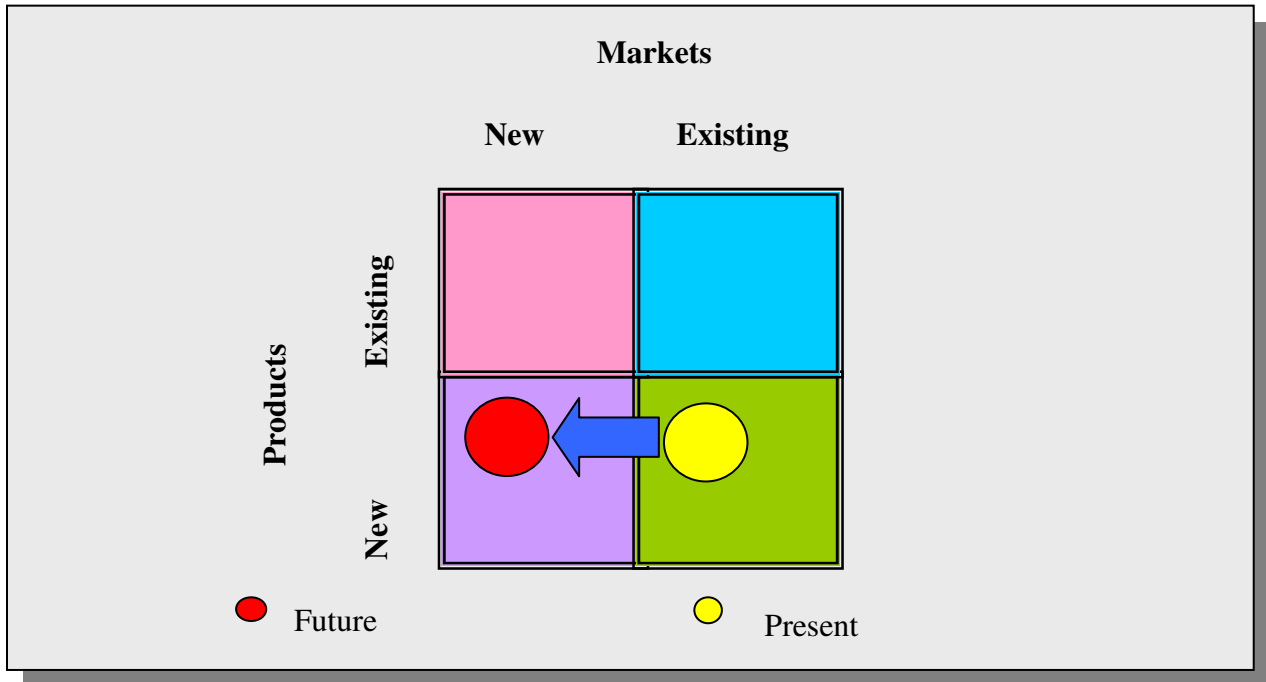 Markets
New Existing
Products
Existing
New
Future Present